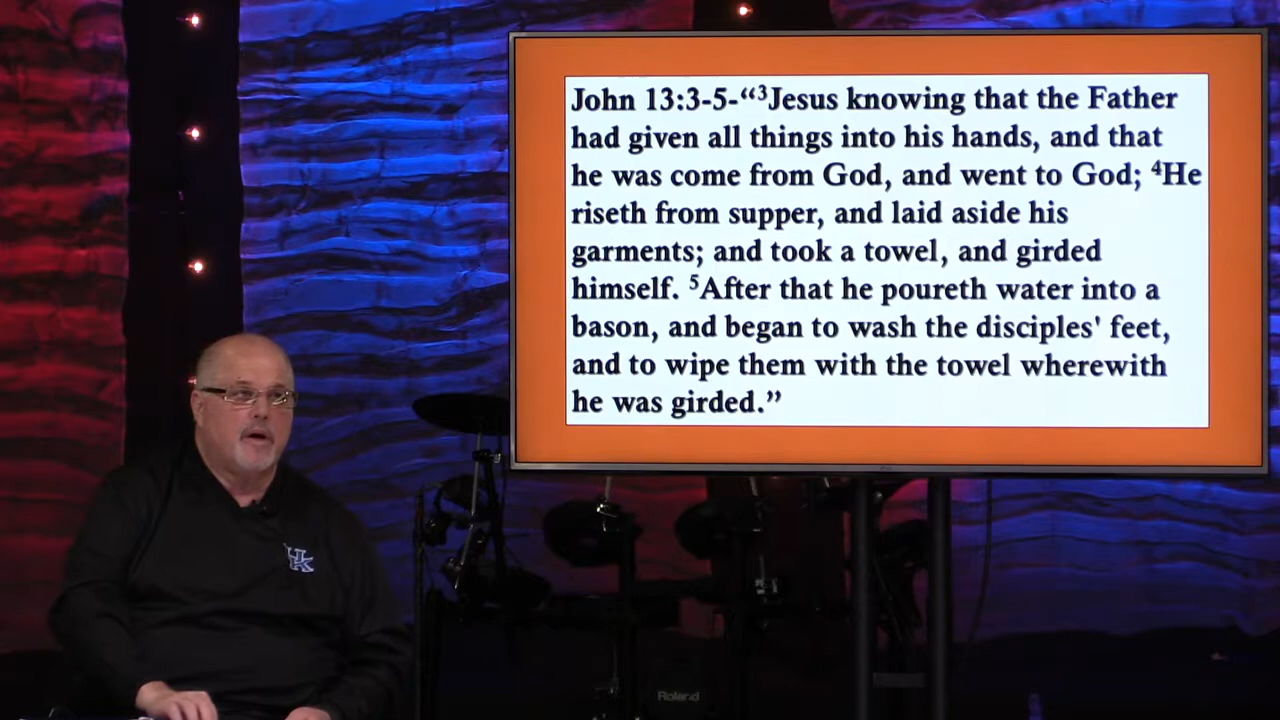 John 13:3-5-“³Jesus knowing that the Father
had given all things into his hands, and that
he was come from God, and went to God; ⁴He
riseth from supper, and laid aside his
garments; and took a towel, and girded
himself. ⁵After that he poureth water into a
bason, and began to wash the disciples' feet,
and to wipe them with the towel wherewith
he was girded.”
UK
Roland